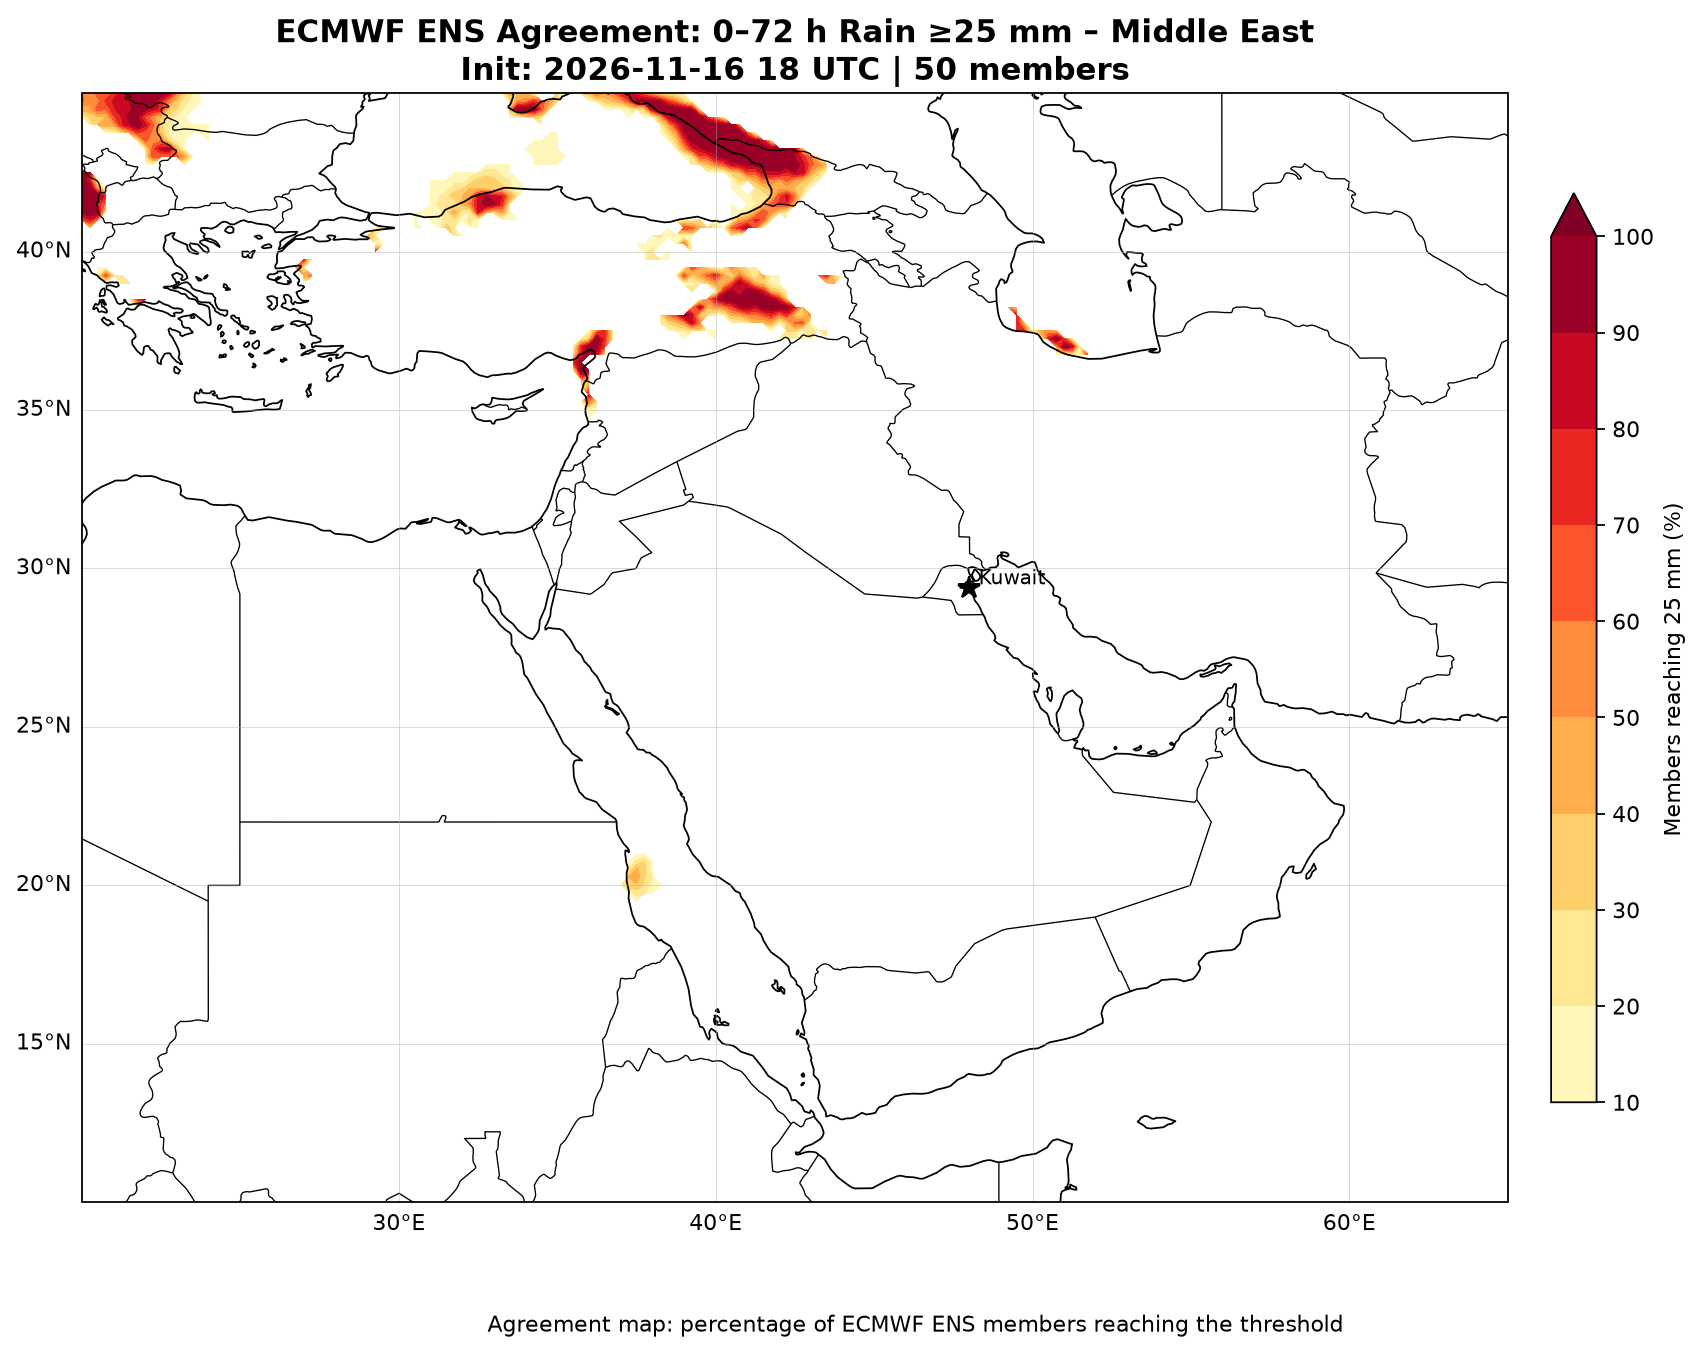 ECMWF ENS Agreement: 0–72 h Rain ≥25 mm – Middle East
Init: 2026-11-16 18 UTC | 50 members
40°N
35°N
30°N
25°N
20°N
15°N
30°E
40°E
50°E
60°E
Kuwait
100
90
80
70
60
50
40
30
20
10
Members reaching 25 mm (%)
Agreement map: percentage of ECMWF ENS members reaching the threshold